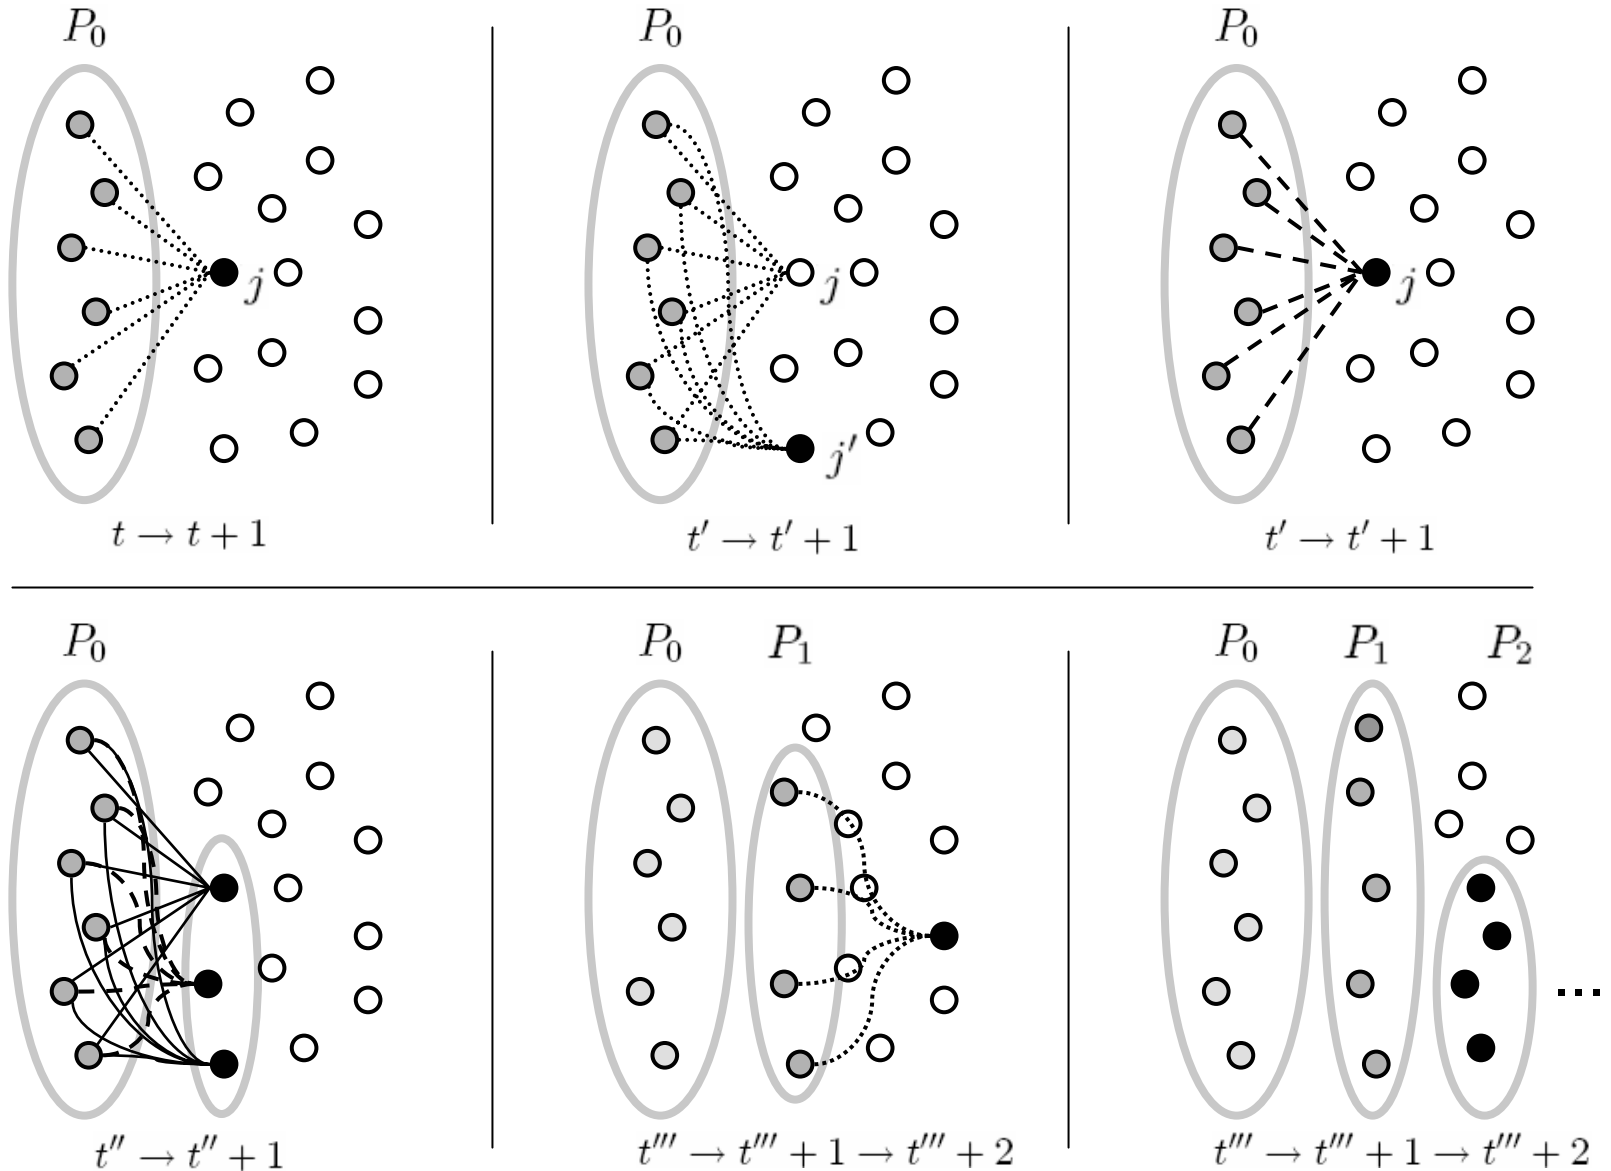 P₀ P₀ P₀
j j j
j′
t → t + 1 t′ → t′ + 1 t′ → t′ + 1
P₀ P₀ P₁ P₀ P₁ P₂
t″ → t″ + 1 t‴ → t‴ + 1 → t‴ + 2 t‴ → t‴ + 1 → t‴ + 2